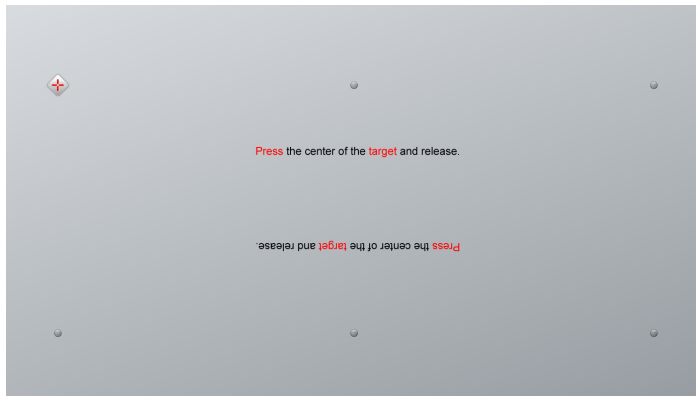 Press the center of the target and release.
Press the center of the target and release.